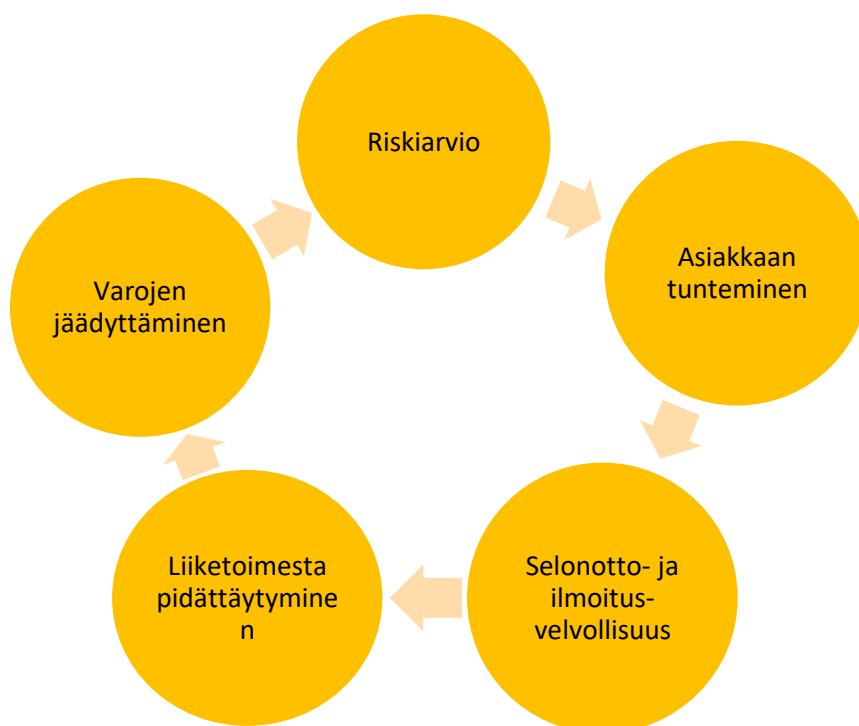 Riskiarvio
Asiakkaan
tunteminen
Selonotto- ja
ilmoitus-
velvollisuus
Liiketoimesta
pidättäytymine
n
Varojen
jäädyttäminen